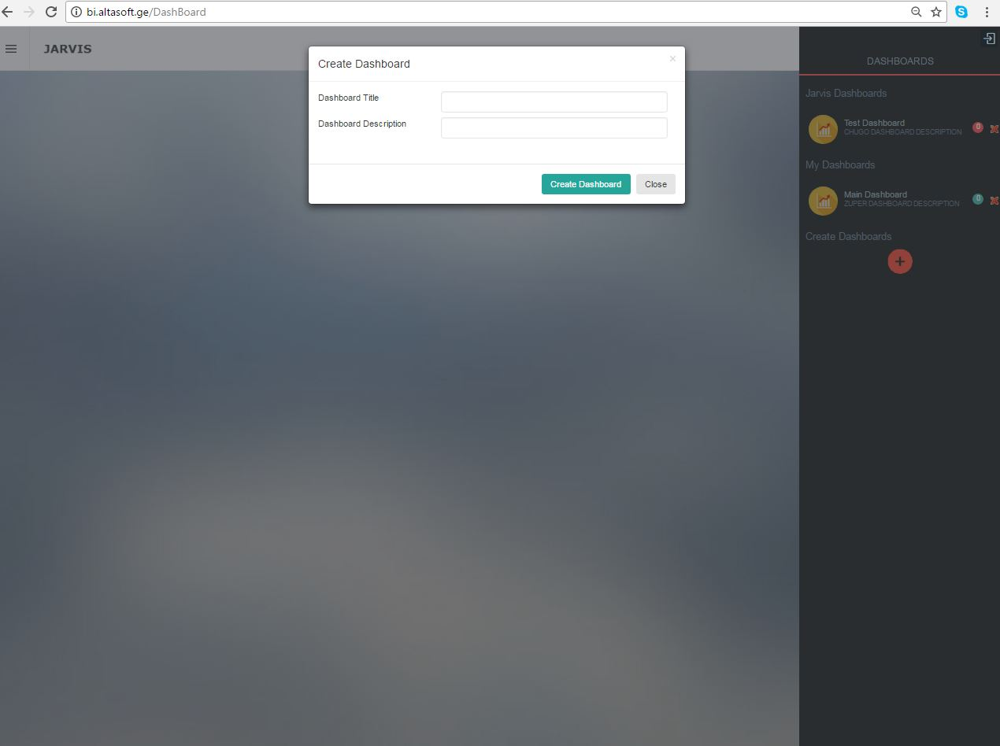 bi.altasoft.ge/DashBoard
JARVIS
Create Dashboard
×
Dashboard Title
Dashboard Description
Create Dashboard
Close
DASHBOARDS
Jarvis Dashboards
Test Dashboard
CHUGO DASHBOARD DESCRIPTION
0
My Dashboards
Main Dashboard
ZUPER DASHBOARD DESCRIPTION
0
Create Dashboards
+